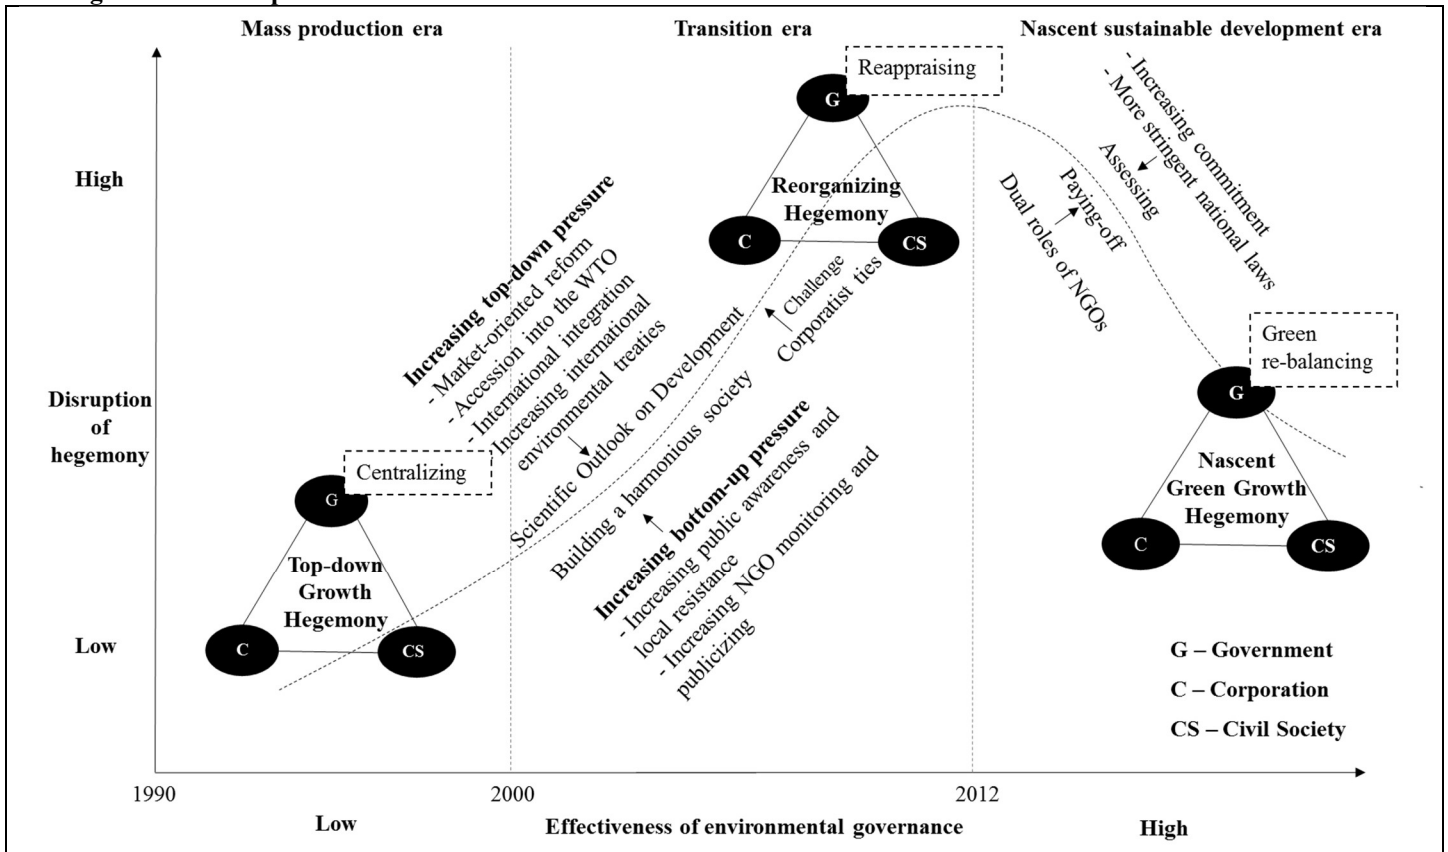 Mass production era
Transition era
Nascent sustainable development era
Reappraising
G
High
Reorganizing
Hegemony
C
CS
Increasing top-down pressure
- Market-oriented reform
- Accession into the WTO
- International integration
- Increasing international
environmental treaties
Scientific Outlook on Development
Building a harmonious society
Challenge
Corporatist ties
Increasing bottom-up pressure
- Increasing public awareness and
local resistance
- Increasing NGO monitoring and
publicizing
- Increasing commitment
- More stringent national laws
Assessing
Paying-off
Dual roles of NGOs
Disruption
of
hegemony
Centralizing
G
Top-down
Growth
Hegemony
C
CS
Green
re-balancing
G
Nascent
Green Growth
Hegemony
C
CS
Low
G – Government
C – Corporation
CS – Civil Society
1990
2000
2012
Low
Effectiveness of environmental governance
High